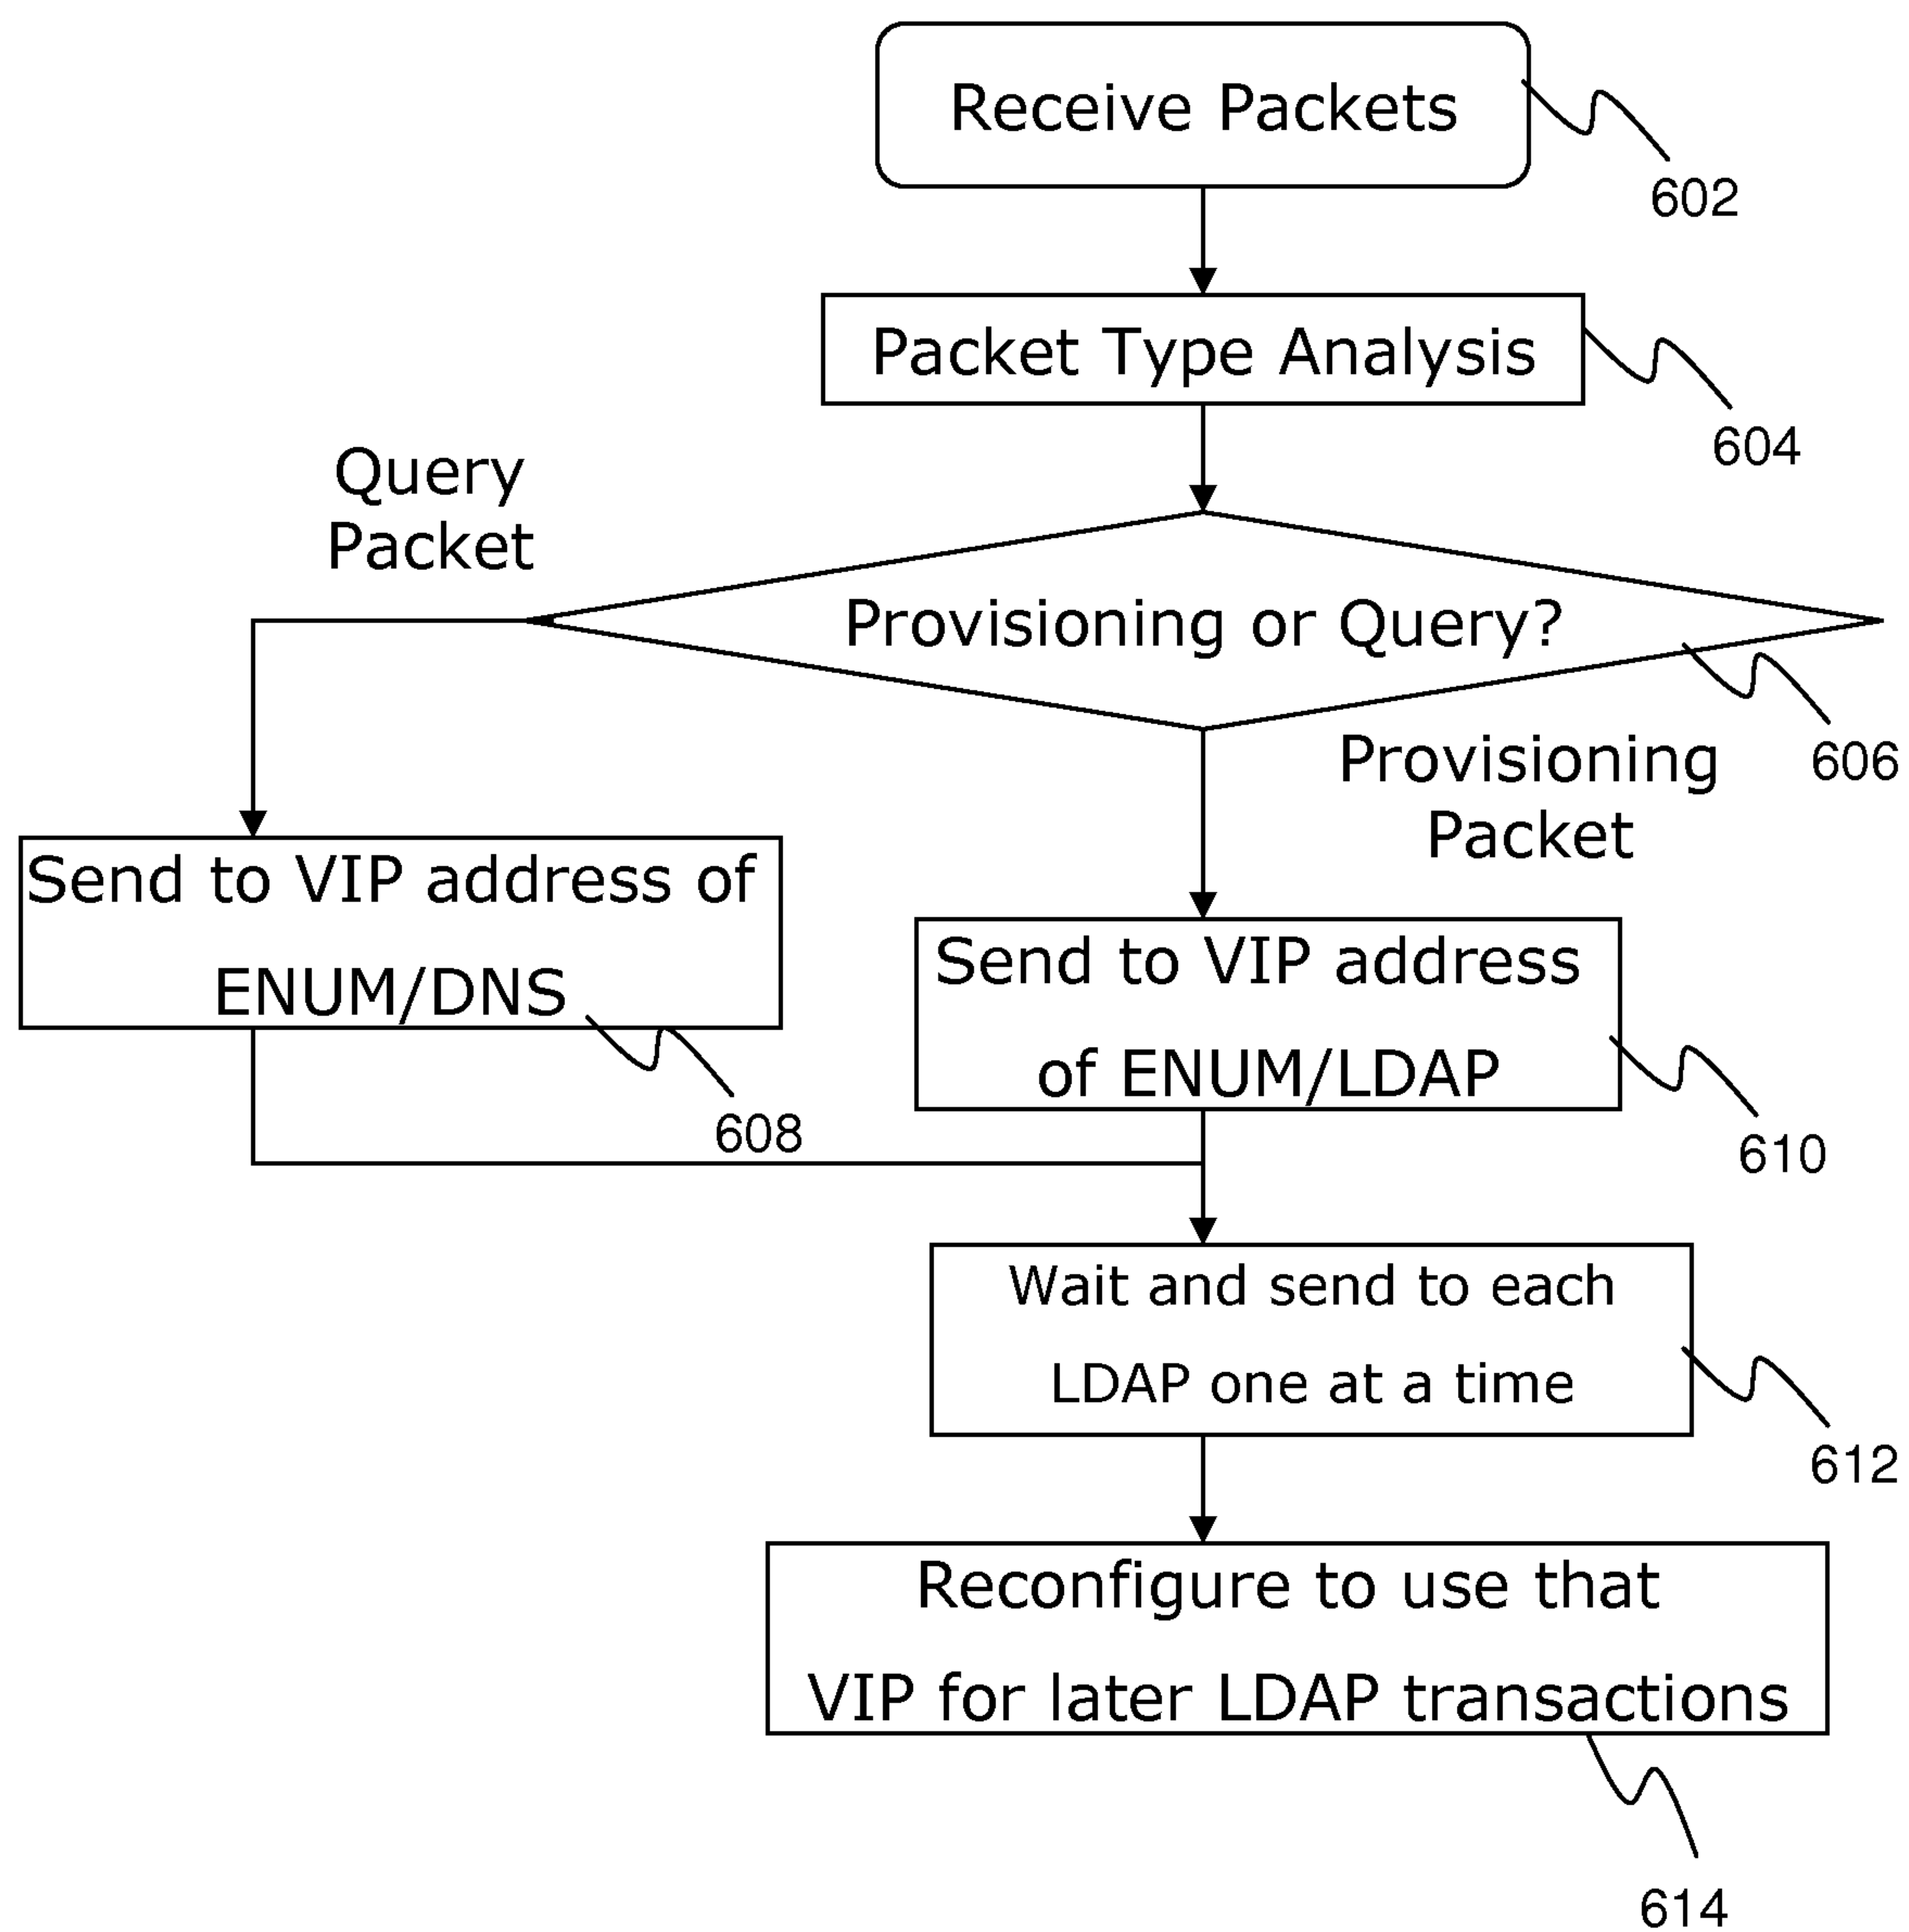 Receive Packets
602
Packet Type Analysis
604
Query
Packet
Provisioning or Query?
606
Provisioning
Packet
Send to VIP address of
ENUM/DNS
608
Send to VIP address
of ENUM/LDAP
610
Wait and send to each
LDAP one at a time
612
Reconfigure to use that
VIP for later LDAP transactions
614